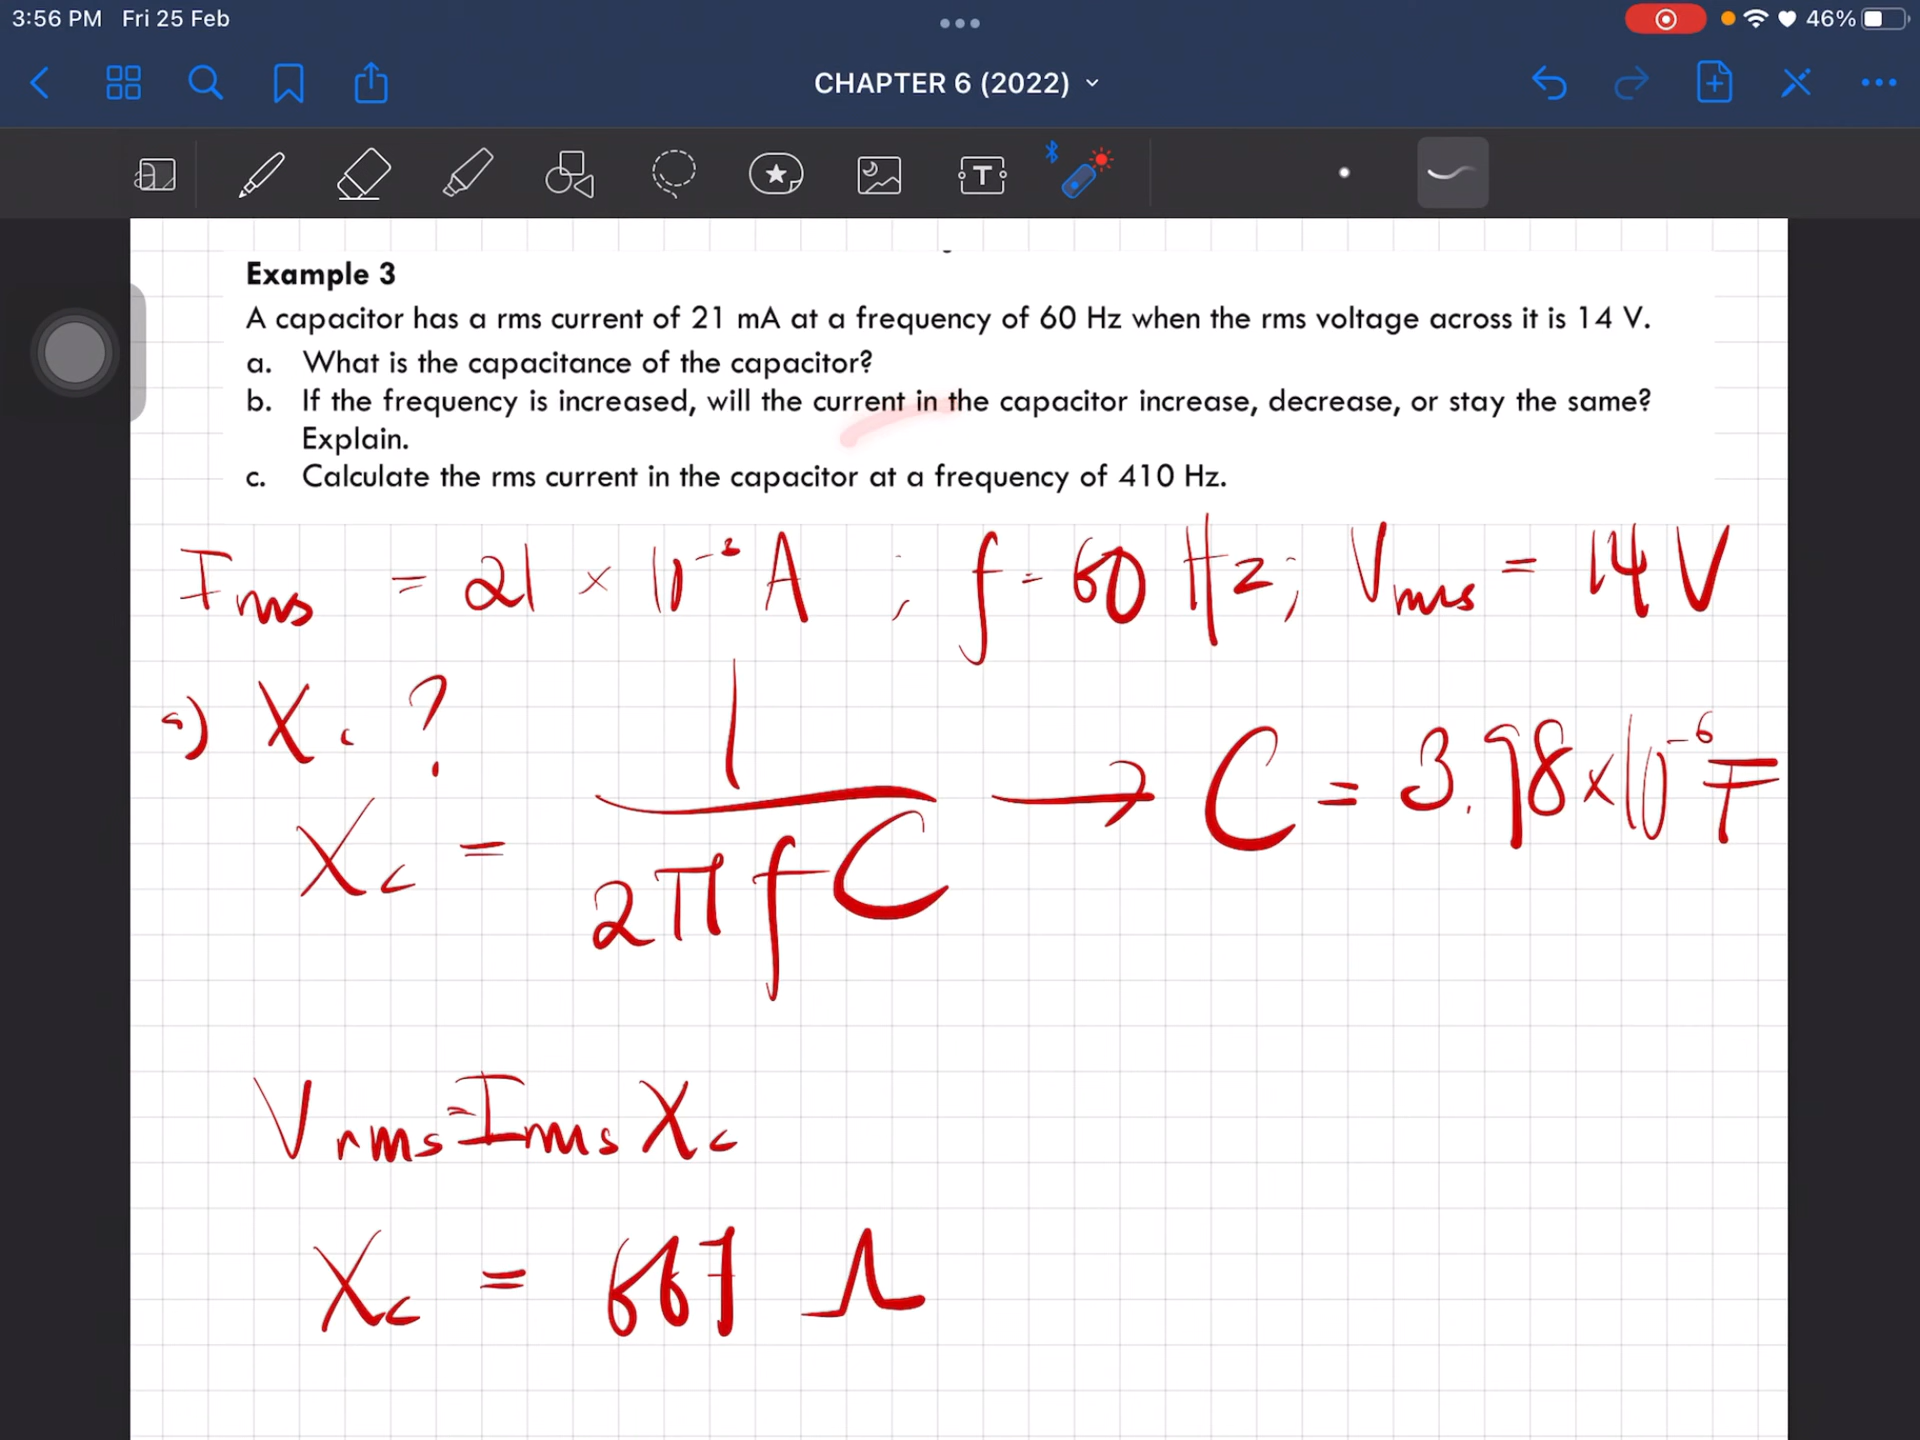 3:56 PM Fri 25 Feb
46%
CHAPTER 6 (2022)
Example 3
A capacitor has a rms current of 21 mA at a frequency of 60 Hz when the rms voltage across it is 14 V.
a. What is the capacitance of the capacitor?
b. If the frequency is increased, will the current in the capacitor increase, decrease, or stay the same?
Explain.
c. Calculate the rms current in the capacitor at a frequency of 410 Hz.
I rms = 21 × 10⁻³ A ; f = 60 Hz ; V rms = 14 V
a) Xc ?
Xc = 1 / 2πfC → C = 3.98 × 10⁻⁶ F
V rms = I rms Xc
Xc = 667 Ω